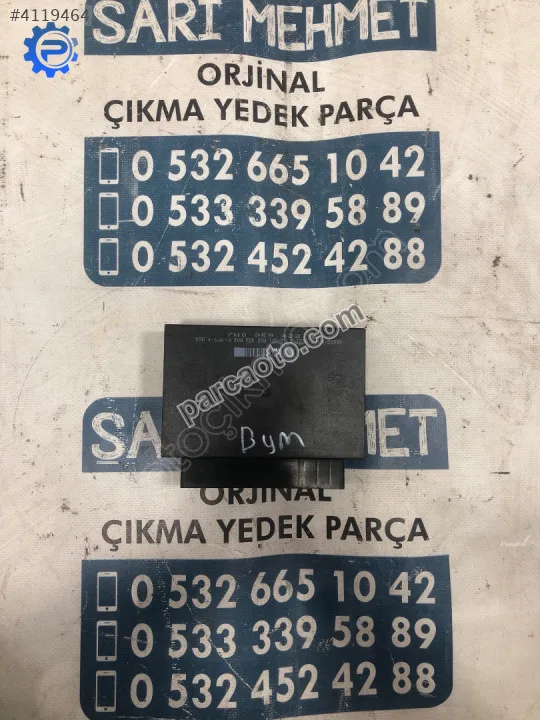 #4119464
SARI MEHMET
ORJİNAL
ÇIKMA YEDEK PARÇA
0 532 665 10 42
0 533 339 58 89
0 532 452 42 88
7H0 959
parcaoto.com
Bym
SA MET
ORJİNAL
ÇIKMA YEDEK PARÇA
0 532 665 10 42
0 533 339 58 89
0 532 452 42 88